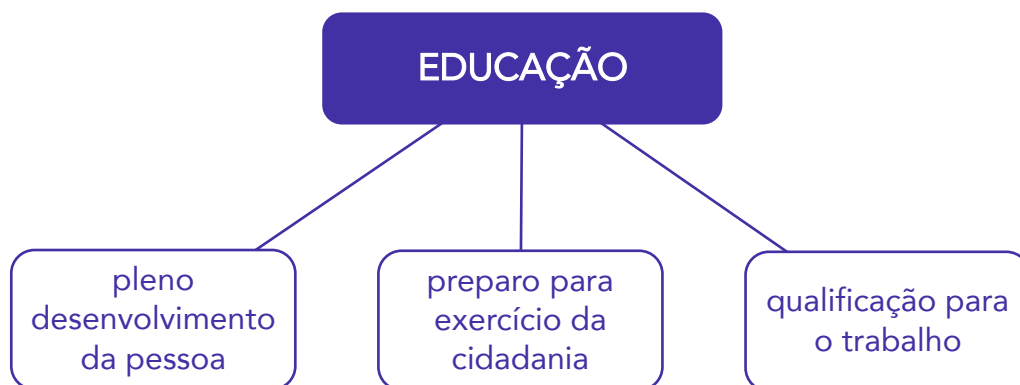 EDUCAÇÃO
pleno
desenvolvimento
da pessoa
preparo para
exercício da
cidadania
qualificação para
o trabalho